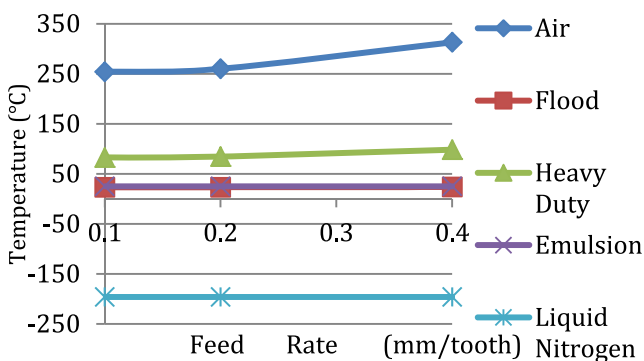 350
250
150
50
-50
-150
-250
Temperature (°C)
0.1 0.2 0.3 0.4
Feed Rate (mm/tooth)
Air
Flood
Heavy
Duty
Emulsion
Liquid
Nitrogen